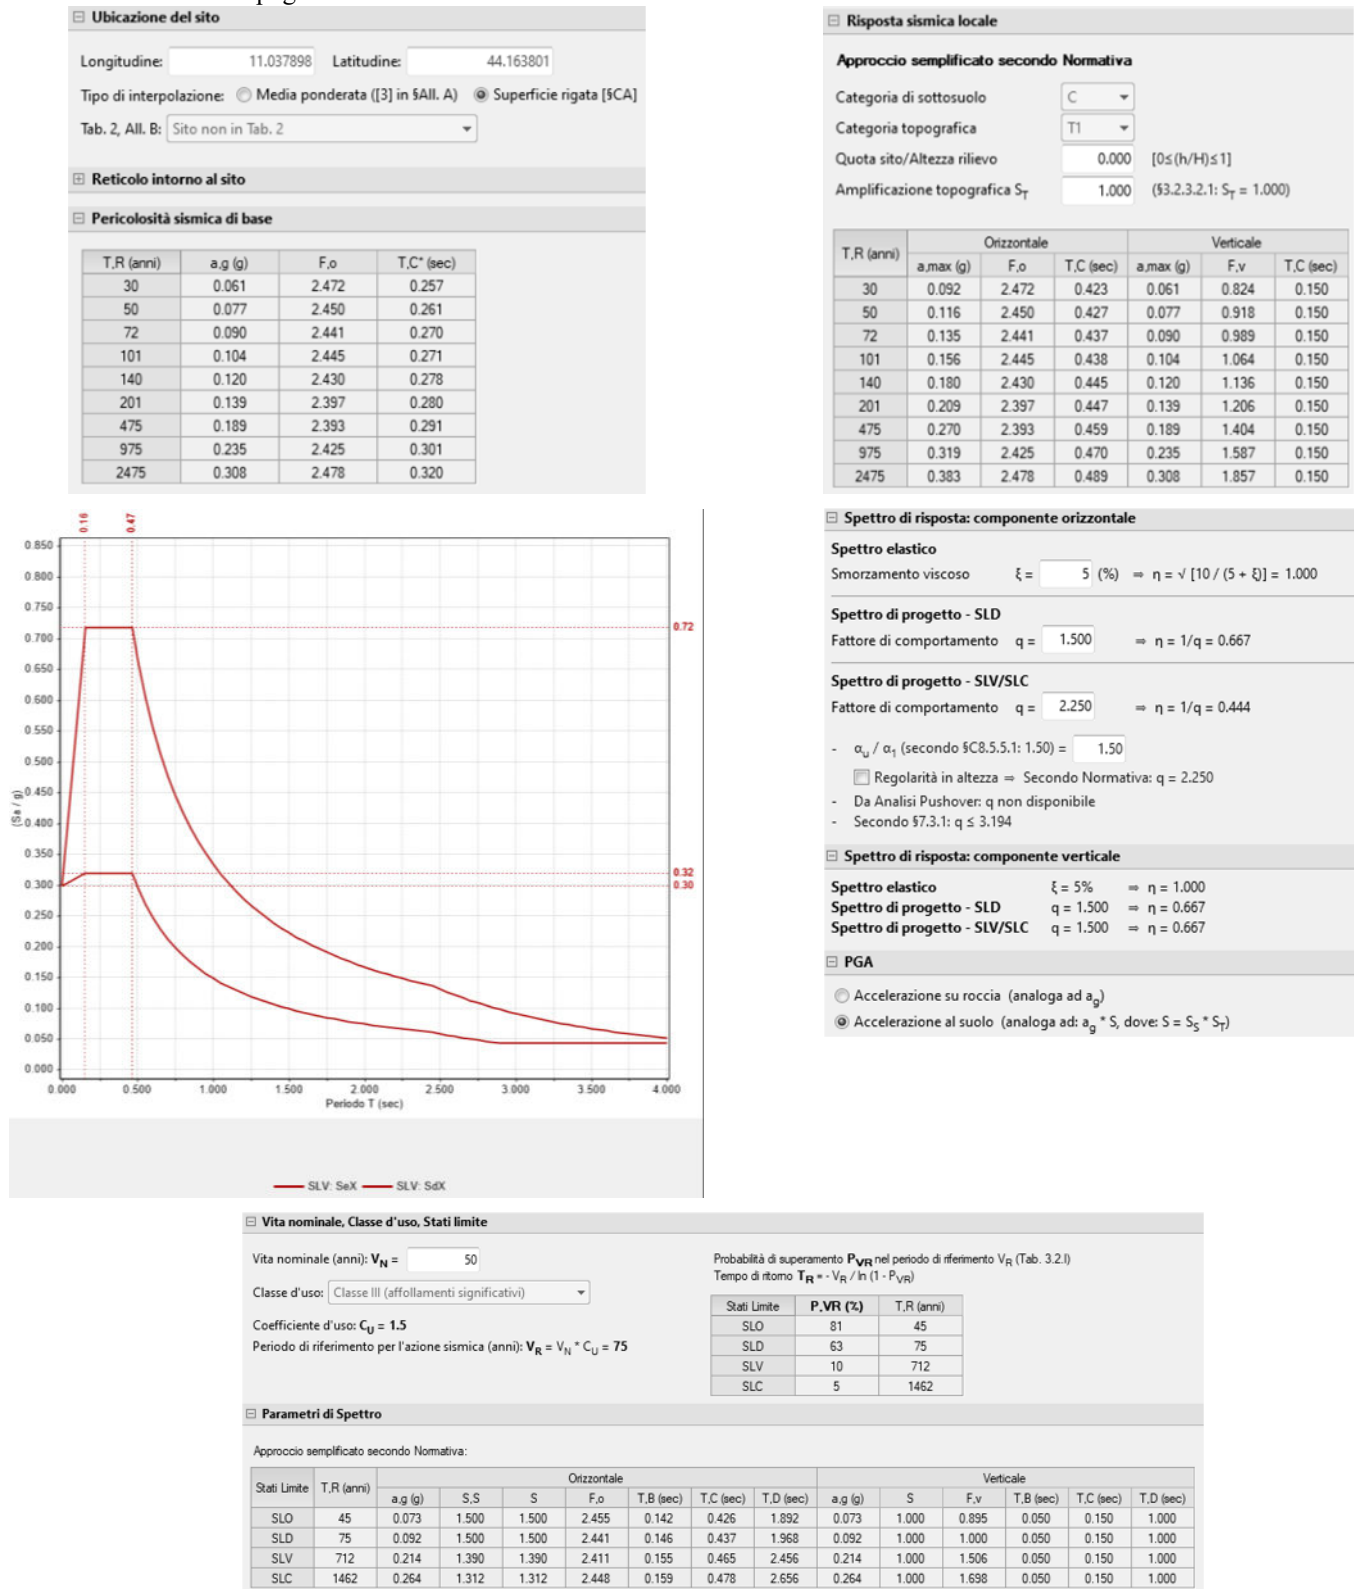 Ubicazione del sito
Longitudine: 11.037898 Latitudine: 44.163801
Tipo di interpolazione: Media ponderata ([3] in §All. A) Superficie rigata [§CA]
Tab. 2, All. B: Sito non in Tab. 2
Reticolo intorno al sito
Pericolosità sismica di base
T,R (anni) a,g (g) F,o T,C* (sec)
30 0.061 2.472 0.257
50 0.077 2.450 0.261
72 0.090 2.441 0.270
101 0.104 2.445 0.271
140 0.120 2.430 0.278
201 0.139 2.397 0.280
475 0.189 2.393 0.291
975 0.235 2.425 0.301
2475 0.308 2.478 0.320
Risposta sismica locale
Approccio semplificato secondo Normativa
Categoria di sottosuolo C
Categoria topografica T1
Quota sito/Altezza rilievo 0.000 [0≤(h/H)≤1]
Amplificazione topografica S_T 1.000 (§3.2.3.2.1: S_T = 1.000)
T,R (anni) Orizzontale Verticale
a,max (g) F,o T,C (sec) a,max (g) F,v T,C (sec)
30 0.092 2.472 0.423 0.061 0.824 0.150
50 0.116 2.450 0.427 0.077 0.918 0.150
72 0.135 2.441 0.437 0.090 0.989 0.150
101 0.156 2.445 0.438 0.104 1.064 0.150
140 0.180 2.430 0.445 0.120 1.136 0.150
201 0.209 2.397 0.447 0.139 1.206 0.150
475 0.270 2.393 0.459 0.189 1.404 0.150
975 0.319 2.425 0.470 0.235 1.587 0.150
2475 0.383 2.478 0.489 0.308 1.857 0.150
0.16 0.47
0.850
0.800
0.750
0.700
0.650
0.600
0.550
0.500
0.450
0.400
0.350
0.300
0.250
0.200
0.150
0.100
0.050
0.000
(Sa / g)
0.72
0.32
0.30
0.000 0.500 1.000 1.500 2.000 2.500 3.000 3.500 4.000
Periodo T (sec)
SLV: SeX SLV: SdX
Spettro di risposta: componente orizzontale
Spettro elastico
Smorzamento viscoso ξ = 5 (%) ⇒ η = √ [10 / (5 + ξ)] = 1.000
Spettro di progetto - SLD
Fattore di comportamento q = 1.500 ⇒ η = 1/q = 0.667
Spettro di progetto - SLV/SLC
Fattore di comportamento q = 2.250 ⇒ η = 1/q = 0.444
- α_u / α_1 (secondo §C8.5.5.1: 1.50) = 1.50
Regolarità in altezza ⇒ Secondo Normativa: q = 2.250
- Da Analisi Pushover: q non disponibile
- Secondo §7.3.1: q ≤ 3.194
Spettro di risposta: componente verticale
Spettro elastico ξ = 5% ⇒ η = 1.000
Spettro di progetto - SLD q = 1.500 ⇒ η = 0.667
Spettro di progetto - SLV/SLC q = 1.500 ⇒ η = 0.667
PGA
Accelerazione su roccia (analoga ad a_g)
Accelerazione al suolo (analoga ad: a_g * S, dove: S = S_S * S_T)
Vita nominale, Classe d'uso, Stati limite
Vita nominale (anni): V_N = 50
Classe d'uso: Classe III (affollamenti significativi)
Coefficiente d'uso: C_U = 1.5
Periodo di riferimento per l'azione sismica (anni): V_R = V_N * C_U = 75
Probabilità di superamento P_VR nel periodo di riferimento V_R (Tab. 3.2.I)
Tempo di ritorno T_R = - V_R / ln (1 - P_VR)
Stati Limite P,VR (%) T,R (anni)
SLO 81 45
SLD 63 75
SLV 10 712
SLC 5 1462
Parametri di Spettro
Approccio semplificato secondo Normativa:
Stati Limite T,R (anni) Orizzontale Verticale
a,g (g) S,S S F,o T,B (sec) T,C (sec) T,D (sec) a,g (g) S F,v T,B (sec) T,C (sec) T,D (sec)
SLO 45 0.073 1.500 1.500 2.455 0.142 0.426 1.892 0.073 1.000 0.895 0.050 0.150 1.000
SLD 75 0.092 1.500 1.500 2.441 0.146 0.437 1.968 0.092 1.000 1.000 0.050 0.150 1.000
SLV 712 0.214 1.390 1.390 2.411 0.155 0.465 2.456 0.214 1.000 1.506 0.050 0.150 1.000
SLC 1462 0.264 1.312 1.312 2.448 0.159 0.478 2.656 0.264 1.000 1.698 0.050 0.150 1.000